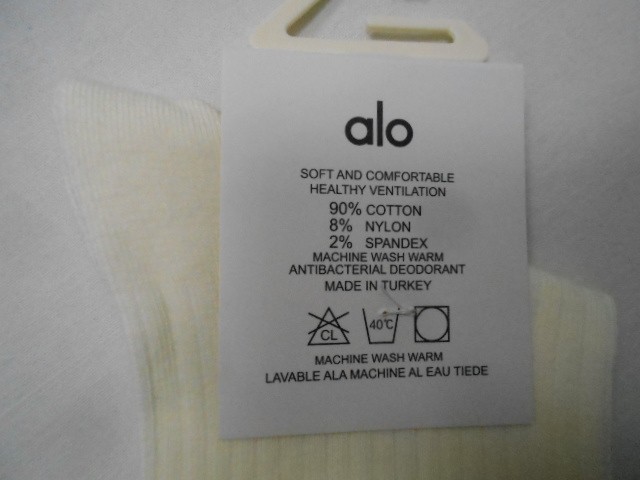 alo
SOFT AND COMFORTABLE
HEALTHY VENTILATION
90% COTTON
8% NYLON
2% SPANDEX
MACHINE WASH WARM
ANTIBACTERIAL DEODORANT
MADE IN TURKEY
CL 40°C
MACHINE WASH WARM
LAVABLE ALA MACHINE AL EAU TIEDE